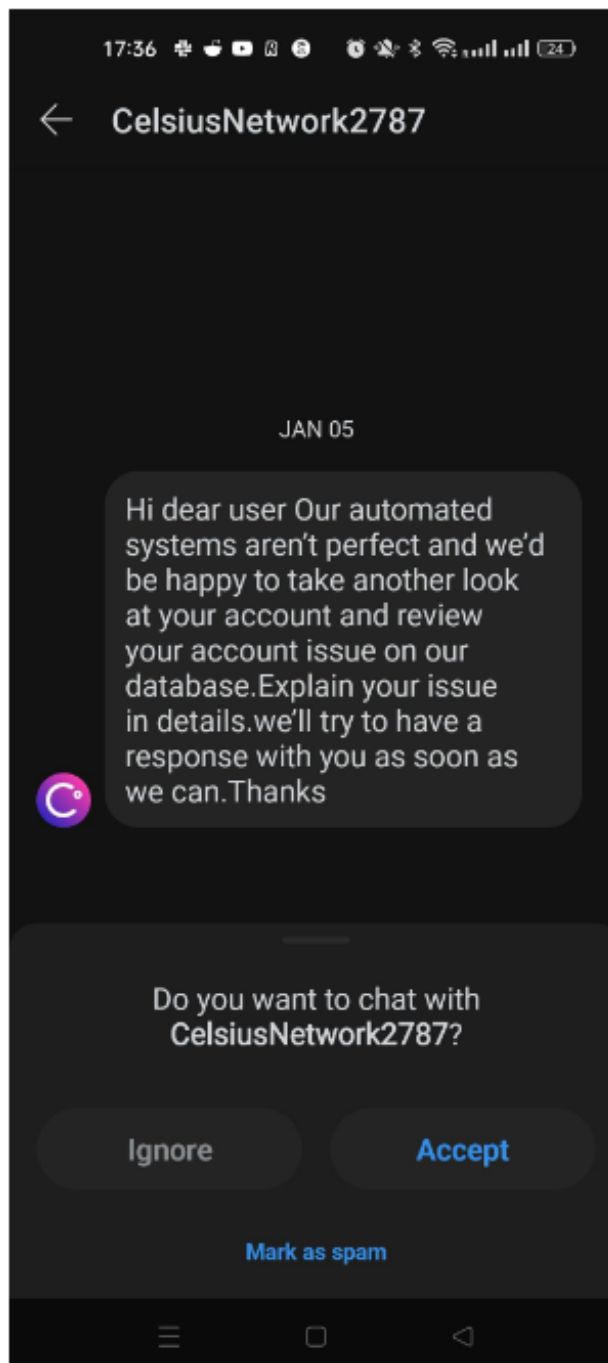 17:36
24
CelsiusNetwork2787
JAN 05
Hi dear user Our automated
systems aren't perfect and we'd
be happy to take another look
at your account and review
your account issue on our
database.Explain your issue
in details.we'll try to have a
response with you as soon as
we can.Thanks
Do you want to chat with
CelsiusNetwork2787?
Ignore
Accept
Mark as spam